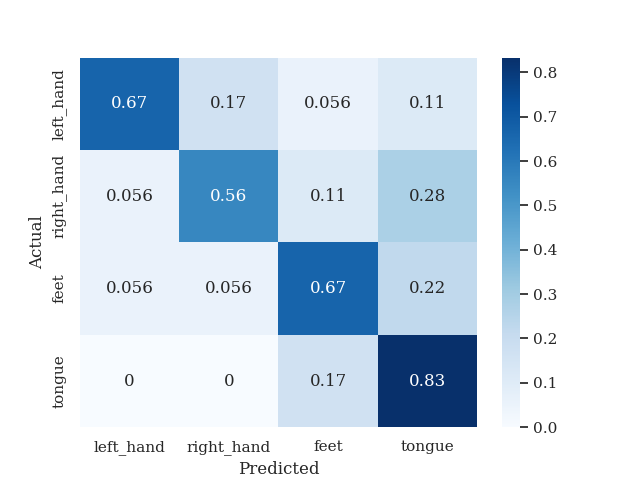 left_hand 0.67 0.17 0.056 0.11
right_hand 0.056 0.56 0.11 0.28
feet 0.056 0.056 0.67 0.22
tongue 0 0 0.17 0.83
Actual
left_hand right_hand feet tongue
Predicted
0.8
0.7
0.6
0.5
0.4
0.3
0.2
0.1
0.0